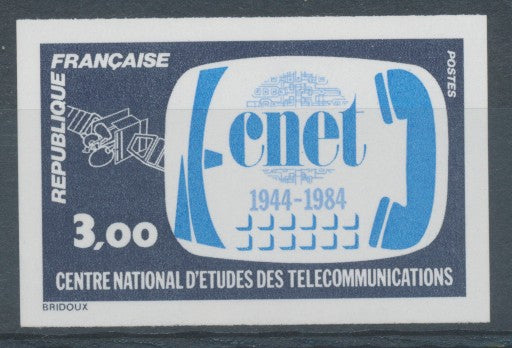 RÉPUBLIQUE FRANÇAISE
POSTES
cnet
1944-1984
3,00
CENTRE NATIONAL D'ETUDES DES TELECOMMUNICATIONS
BRIDOUX